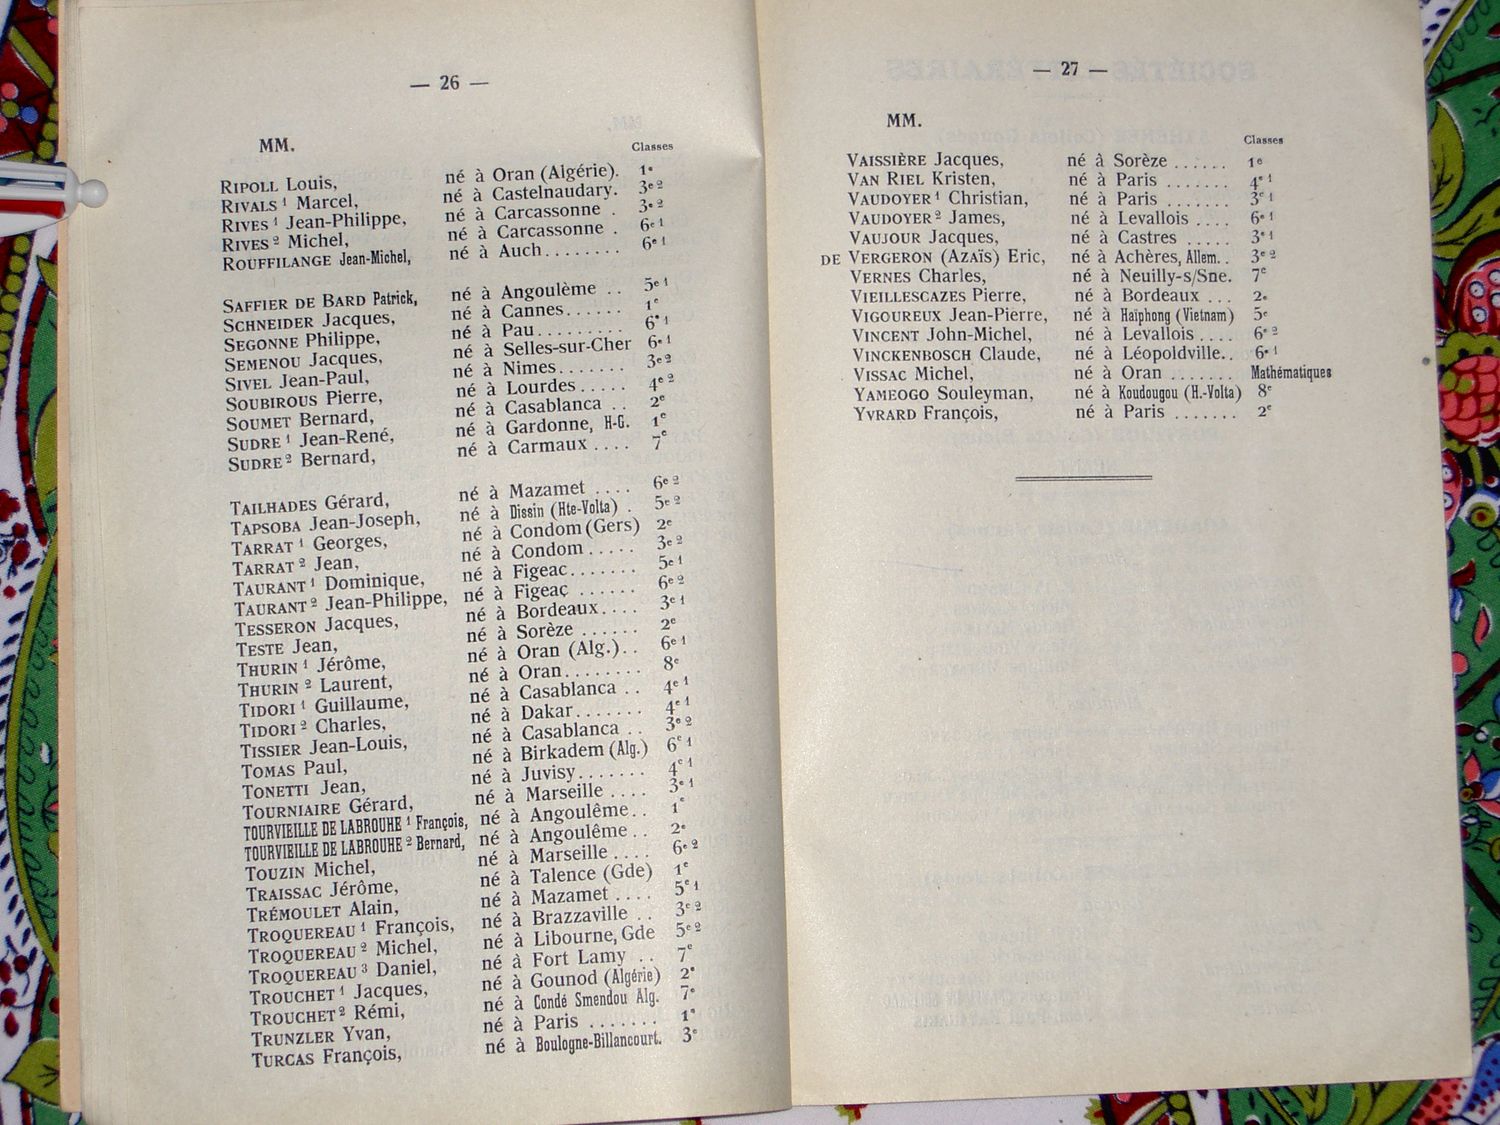 — 26 —
MM.
Classes
RIPOLL Louis, né à Oran (Algérie). 1e
RIVALS 1 Marcel, né à Castelnaudary. 3e 2
RIVES 1 Jean-Philippe, né à Carcassonne . 3e 2
RIVES 2 Michel, né à Carcassonne . 6e 1
ROUFFILANGE Jean-Michel, né à Auch........ 6e 1
SAFFIER DE BARD Patrick, né à Angoulème .. 5e 1
SCHNEIDER Jacques, né à Cannes...... 1e
SEGONNE Philippe, né à Pau......... 6e 1
SEMENOU Jacques, né à Selles-sur-Cher 6e 1
SIVEL Jean-Paul, né à Nimes....... 3e 2
SOUBIROUS Pierre, né à Lourdes ..... 4e 2
SOUMET Bernard, né à Casablanca .. 2e
SUDRE 1 Jean-René, né à Gardonne, H-G. 1e
SUDRE 2 Bernard, né à Carmaux .... 7e
TAILHADES Gérard, né à Mazamet .... 6e 2
TAPSOBA Jean-Joseph, né à Dissin (Hte-Volta) . 5e 2
TARRAT 1 Georges, né à Condom (Gers) 2e
TARRAT 2 Jean, né à Condom ..... 3e 2
TAURANT 1 Dominique, né à Figeac....... 5e 1
TAURANT 2 Jean-Philippe, né à Figeac ...... 6e 2
TESSERON Jacques, né à Bordeaux.... 3e 1
TESTE Jean, né à Sorèze ...... 2e
THURIN 1 Jérôme, né à Oran (Alg.).. 6e 1
THURIN 2 Laurent, né à Oran........ 8e
TIDORI 1 Guillaume, né à Casablanca .. 4e 1
TIDORI 2 Charles, né à Dakar....... 4e 1
TISSIER Jean-Louis, né à Casablanca .. 3e 2
TOMAS Paul, né à Birkadem (Alg.) 6e 1
TONETTI Jean, né à Juvisy....... 4e 1
TOURNIAIRE Gérard, né à Marseille .... 3e 1
TOURVIEILLE DE LABROUHE 1 François, né à Angoulême.. 1e
TOURVIEILLE DE LABROUHE 2 Bernard, né à Angoulême .. 2e
TOUZIN Michel, né à Marseille .... 6e 2
TRAISSAC Jérôme, né à Talence (Gde) 1e
TRÉMOULET Alain, né à Mazamet .... 5e 1
TROQUEREAU 1 François, né à Brazzaville .. 3e 2
TROQUEREAU 2 Michel, né à Libourne, Gde 5e 2
TROQUEREAU 3 Daniel, né à Fort Lamy .. 7e
TROUCHET 1 Jacques, né à Gounod (Algérie) 2e
TROUCHET 2 Rémi, né à Condé Smendou Alg. 7e
TRUNZLER Yvan, né à Paris ....... 1e
TURCAS François, né à Boulogne-Billancourt. 3e
— 27 —
MM.
Classes
VAISSIÈRE Jacques, né à Sorèze ...... 1e
VAN RIEL Kristen, né à Paris ....... 4e 1
VAUDOYER 1 Christian, né à Paris ....... 3e 1
VAUDOYER 2 James, né à Levallois .... 6e 1
VAUJOUR Jacques, né à Castres ..... 3e 1
DE VERGERON (AZAÏS) Eric, né à Achères, Allem. . 3e 2
VERNES Charles, né à Neuilly-s/Sne. 7e
VIEILLESCAZES Pierre, né à Bordeaux ... 2e
VIGOUREUX Jean-Pierre, né à Haïphong (Vietnam) 5e
VINCENT John-Michel, né à Levallois .... 6e 2
VINCKENBOSCH Claude, né à Léopoldville.. 6e 1
VISSAC Michel, né à Oran ....... Mathématiques
YAMEOGO Souleyman, né à Koudougou (H.-Volta) 8e
YVRARD François, né à Paris ....... 2e